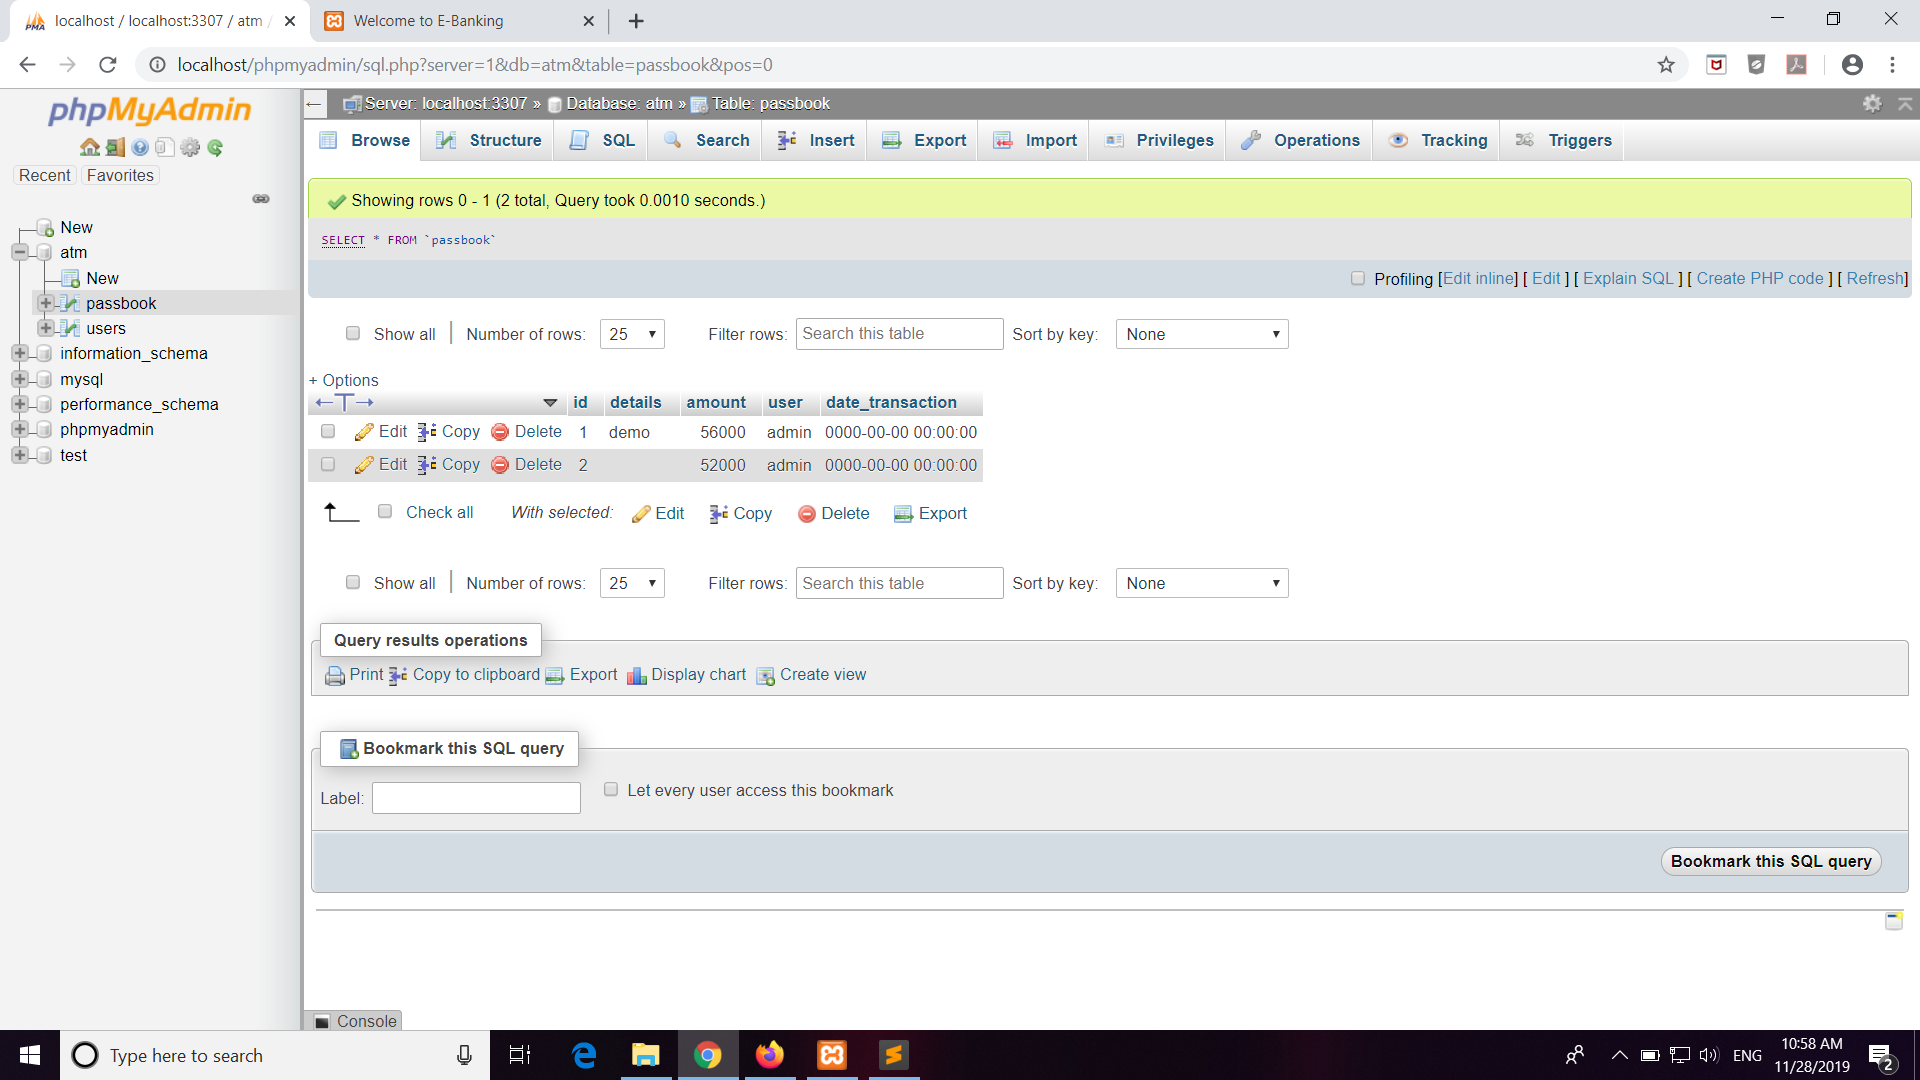 localhost / localhost:3307 / atm /
Welcome to E-Banking
localhost/phpmyadmin/sql.php?server=1&db=atm&table=passbook&pos=0
phpMyAdmin
Recent Favorites
New
atm
New
passbook
users
information_schema
mysql
performance_schema
phpmyadmin
test
Server: localhost:3307 » Database: atm » Table: passbook
Browse Structure SQL Search Insert Export Import Privileges Operations Tracking Triggers
Showing rows 0 - 1 (2 total, Query took 0.0010 seconds.)
SELECT * FROM `passbook`
Profiling [Edit inline] [ Edit ] [ Explain SQL ] [ Create PHP code ] [ Refresh]
Show all | Number of rows: 25 Filter rows: Search this table Sort by key: None
+ Options
id details amount user date_transaction
Edit Copy Delete 1 demo 56000 admin 0000-00-00 00:00:00
Edit Copy Delete 2 52000 admin 0000-00-00 00:00:00
Check all With selected: Edit Copy Delete Export
Show all | Number of rows: 25 Filter rows: Search this table Sort by key: None
Query results operations
Print Copy to clipboard Export Display chart Create view
Bookmark this SQL query
Label: Let every user access this bookmark
Bookmark this SQL query
Console
Type here to search
ENG
10:58 AM
11/28/2019
2